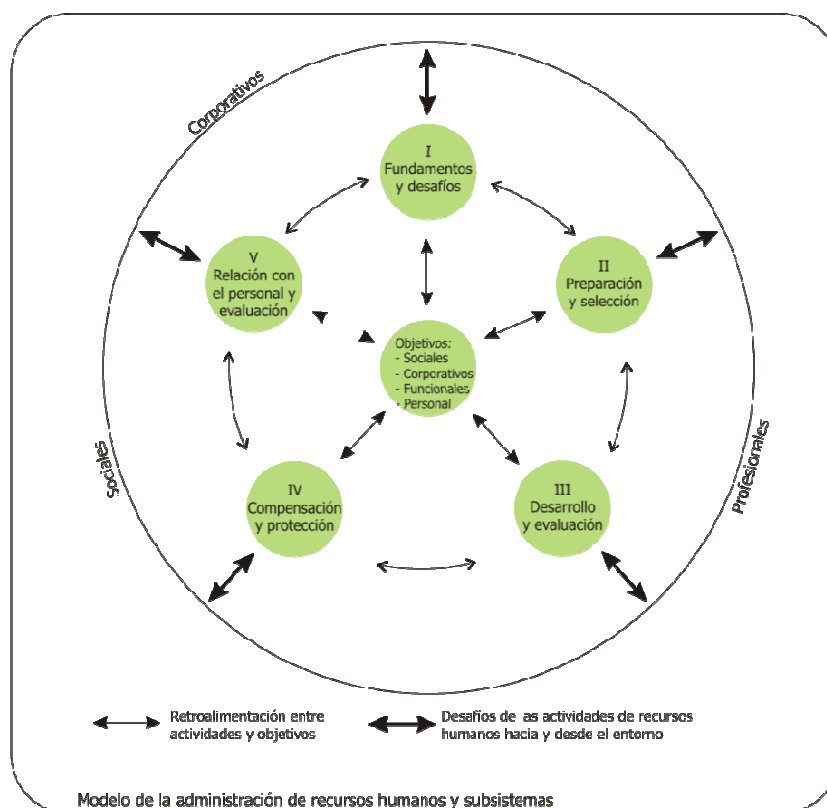 Corporativos
I
Fundamentos
y desafíos
V
Relación con
el personal y
evaluación
II
Preparación
y selección
Objetivos:
- Sociales
- Corporativos
- Funcionales
- Personal
Sociales
Profesionales
IV
Compensación
y protección
III
Desarrollo
y evaluación
Retroalimentación entre
actividades y objetivos
Desafíos de as actividades de recursos
humanos hacia y desde el entorno
Modelo de la administración de recursos humanos y subsistemas